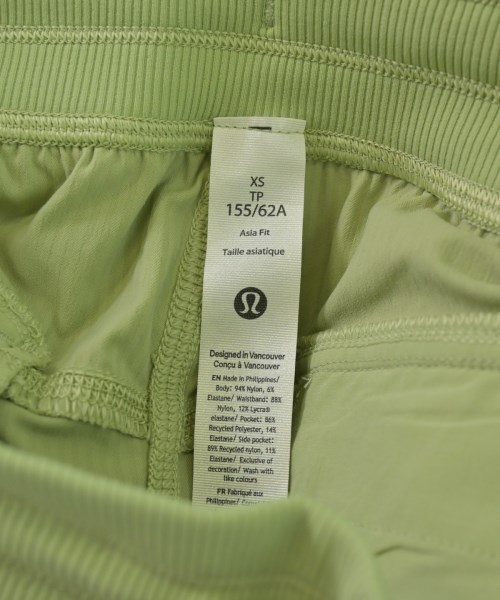 XS
TP
155/62A
Asia Fit
Taille asiatique
Designed in Vancouver
Conçu à Vancouver
EN Made in Philippines/
Body: 94% Nylon, 6%
Elastane/ Waistband: 88%
Nylon, 12% Lycra®
elastane/ Pocket: 86%
Recycled Polyester, 14%
Elastane/ Side pocket:
89% Recycled nylon, 11%
Elastane/ Exclusive of
decoration/ Wash with
like colours
FR Fabriqué aux
Philippines/